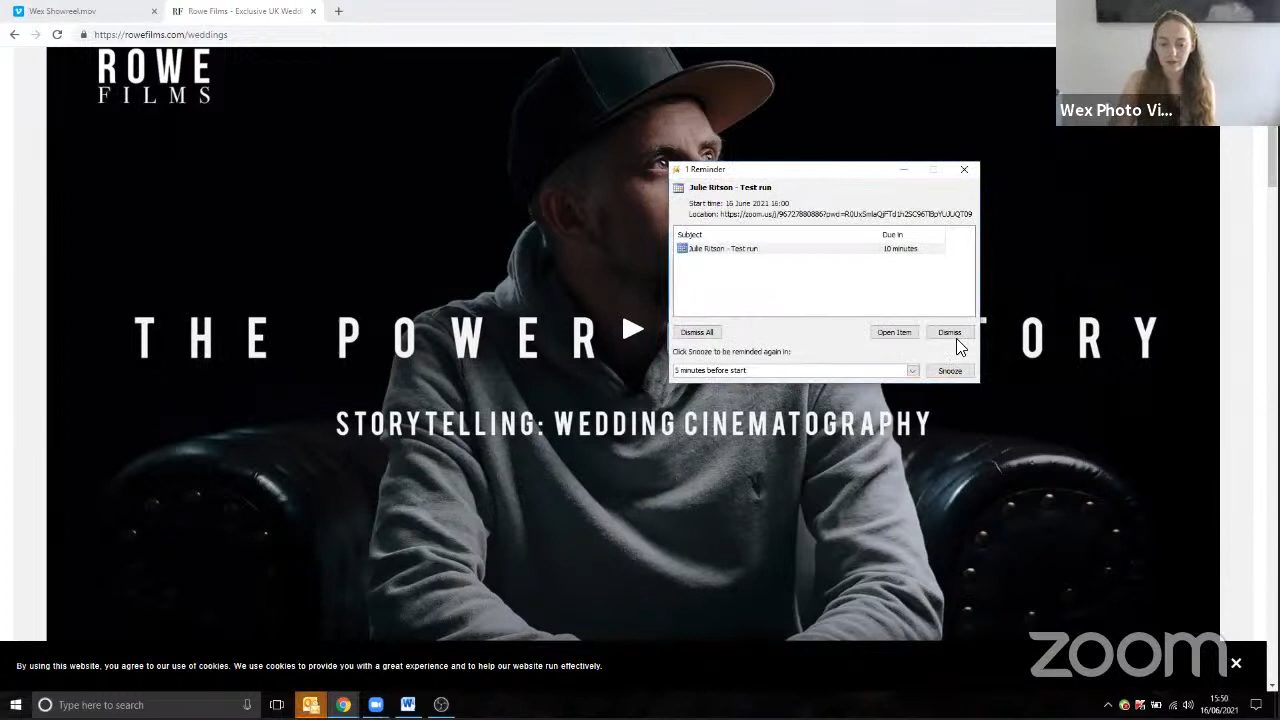 Wex Showreel.mov
RF Rowe Films - Exclusive UK Wedd
https://rowefilms.com/weddings
ROWE
FILMS
Wex Photo Vi...
1 Reminder
Julie Ritson - Test run
Start time: 16 June 2021 16:00
Subject
Due in
Julie Ritson - Test run
10 minutes
Dismiss All
Open Item
Dismiss
Click Snooze to be reminded again in:
5 minutes before start
Snooze
THE POWER TORY
STORYTELLING: WEDDING CINEMATOGRAPHY
zoom
By using this website, you agree to our use of cookies. We use cookies to provide you with a great experience and to help our website run effectively.
Type here to search
15:50
16/06/2021